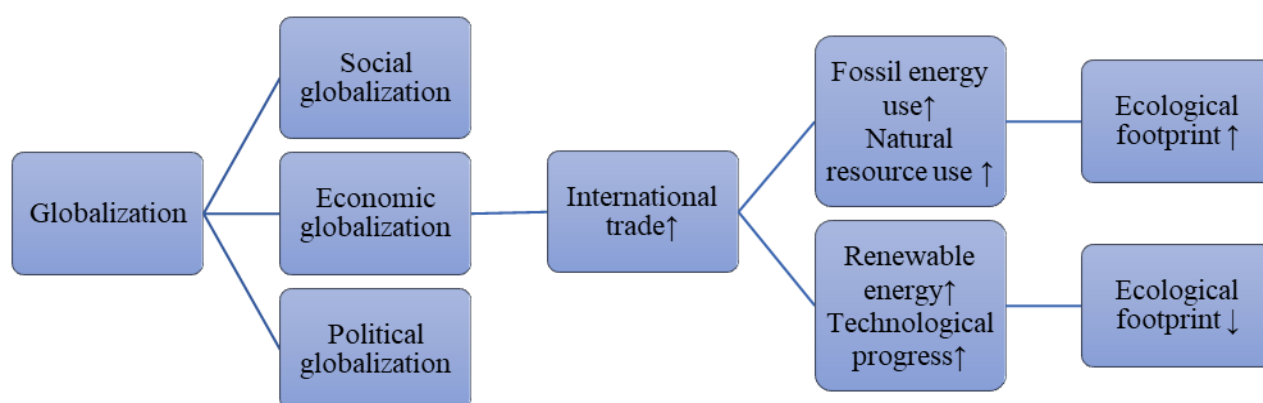 Globalization
Social
globalization
Economic
globalization
Political
globalization
International
trade↑
Fossil energy
use↑
Natural
resource use ↑
Renewable
energy↑
Technological
progress↑
Ecological
footprint ↑
Ecological
footprint ↓